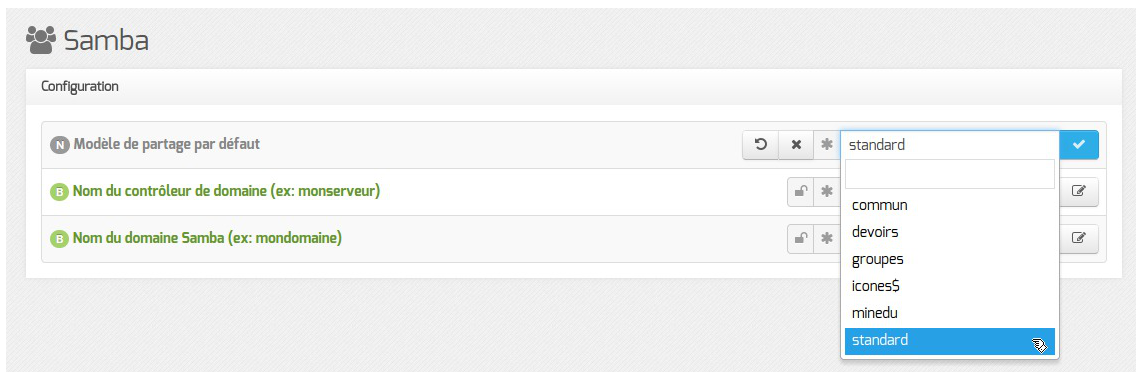 Samba
Configuration
N Modèle de partage par défaut
standard
B Nom du contrôleur de domaine (ex: monserveur)
B Nom du domaine Samba (ex: mondomaine)
commun
devoirs
groupes
icones$
minedu
standard